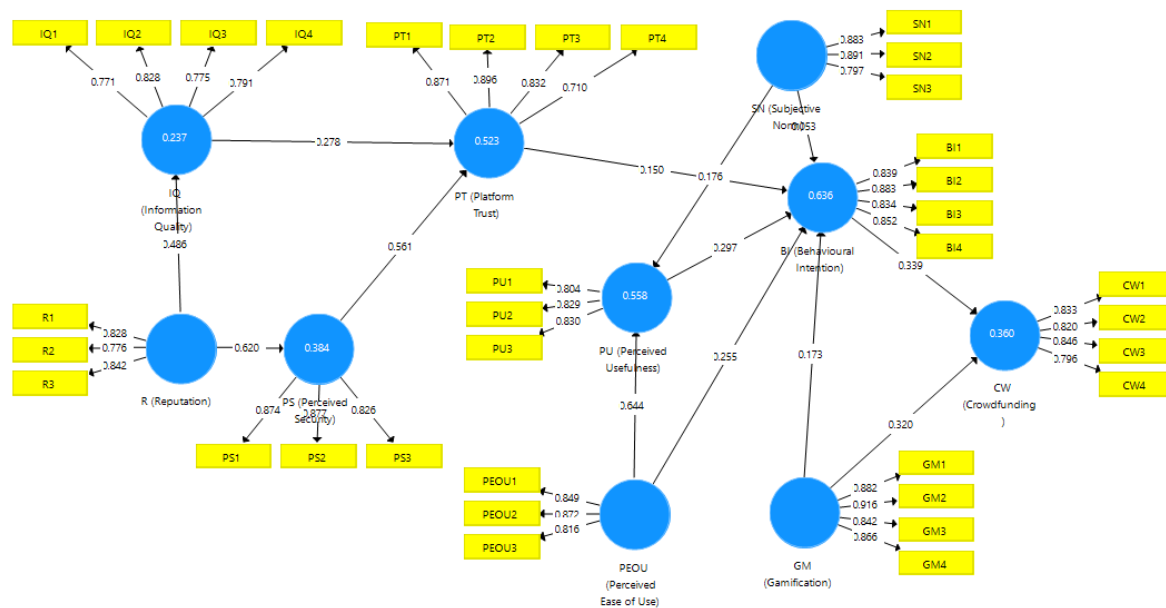 IQ1
IQ2
IQ3
IQ4
0.771
0.828
0.775
0.791
0.237
IQ
(Information
Quality)
0.278
0.486
PT1
PT2
PT3
PT4
0.871
0.896
0.832
0.710
0.523
PT (Platform
Trust)
0.561
0.150
SN1
SN2
SN3
0.883
0.891
0.797
SN (Subjective
Norm)
0.053
0.176
BI1
BI2
BI3
BI4
0.839
0.883
0.834
0.852
0.636
BI (Behavioural
Intention)
0.339
R1
R2
R3
0.828
0.776
0.842
R (Reputation)
0.620
0.384
PS (Perceived
Security)
0.874
0.877
0.826
PS1
PS2
PS3
PU1
PU2
PU3
0.804
0.829
0.830
0.558
PU (Perceived
Usefulness)
0.297
0.644
0.255
0.173
CW1
CW2
CW3
CW4
0.833
0.820
0.846
0.796
0.360
CW
(Crowdfunding
)
0.320
PEOU1
PEOU2
PEOU3
0.849
0.872
0.816
PEOU
(Perceived
Ease of Use)
GM1
GM2
GM3
GM4
0.882
0.916
0.842
0.866
GM
(Gamification)